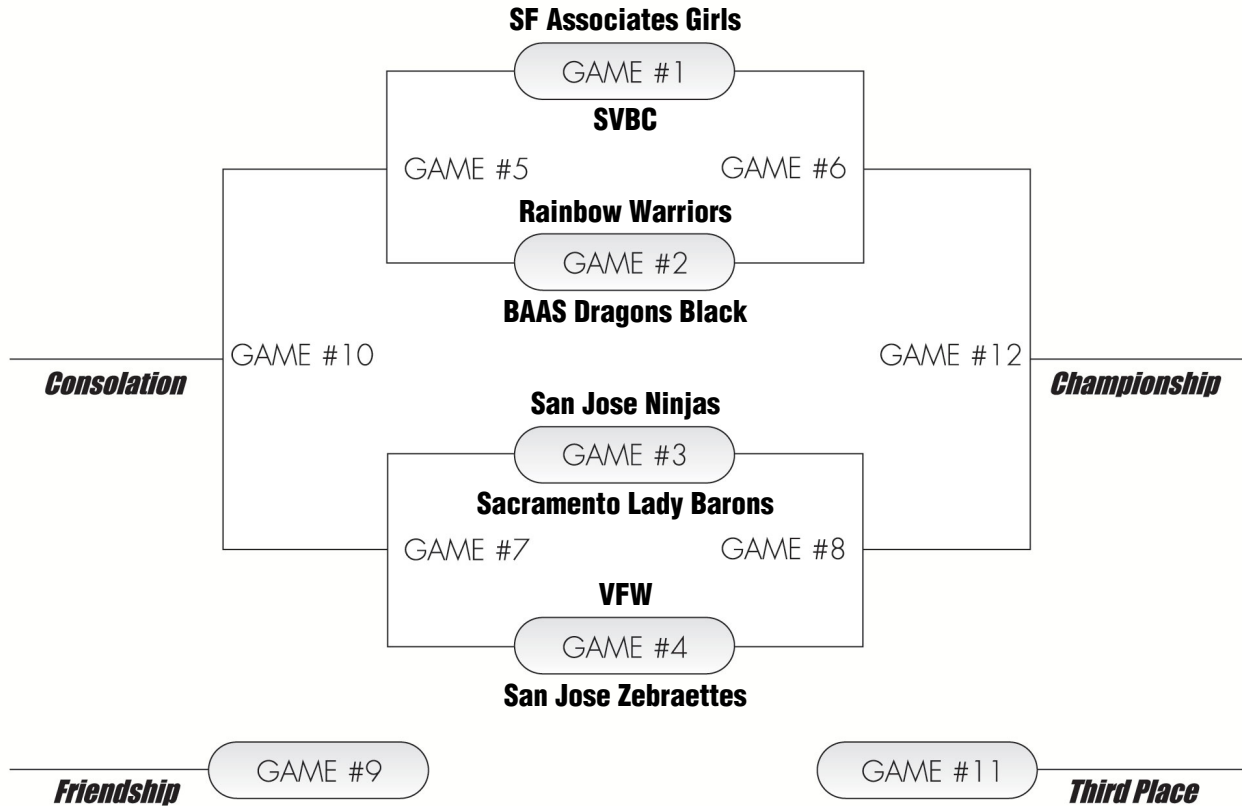 SF Associates Girls
GAME #1
SVBC
GAME #5
GAME #6
Rainbow Warriors
GAME #2
BAAS Dragons Black
GAME #10
GAME #12
Consolation
Championship
San Jose Ninjas
GAME #3
Sacramento Lady Barons
GAME #7
GAME #8
VFW
GAME #4
San Jose Zebraettes
GAME #9
GAME #11
Friendship
Third Place